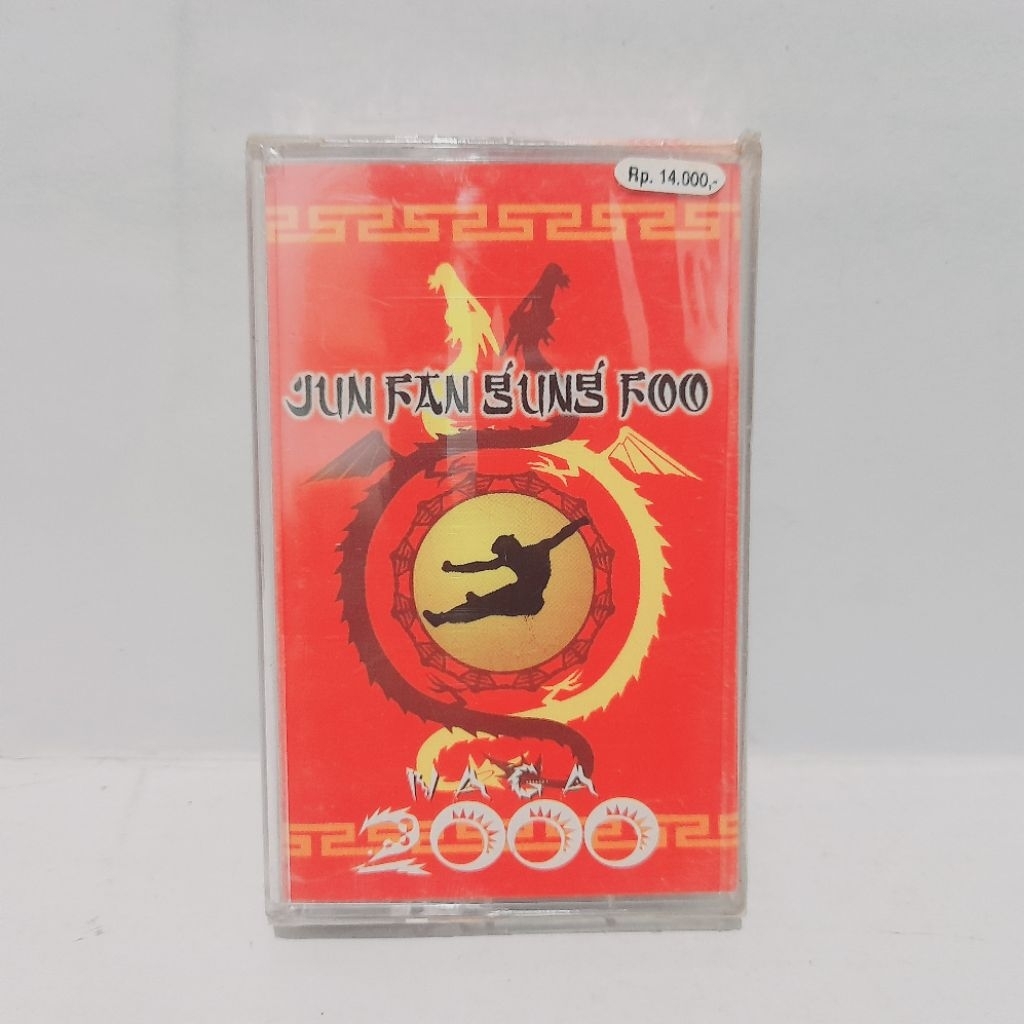 Rp. 14.000,-
JUN FAN GUNG FOO
NAGA
2000